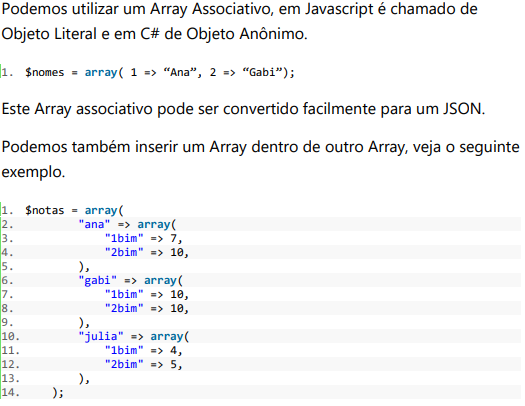 Podemos utilizar um Array Associativo, em Javascript é chamado de
Objeto Literal e em C# de Objeto Anônimo.
1. $nomes = array( 1 => “Ana”, 2 => “Gabi”);
Este Array associativo pode ser convertido facilmente para um JSON.
Podemos também inserir um Array dentro de outro Array, veja o seguinte
exemplo.
1. $notas = array(
2. "ana" => array(
3. "1bim" => 7,
4. "2bim" => 10,
5. ),
6. "gabi" => array(
7. "1bim" => 10,
8. "2bim" => 10,
9. ),
10. "julia" => array(
11. "1bim" => 4,
12. "2bim" => 5,
13. ),
14. );